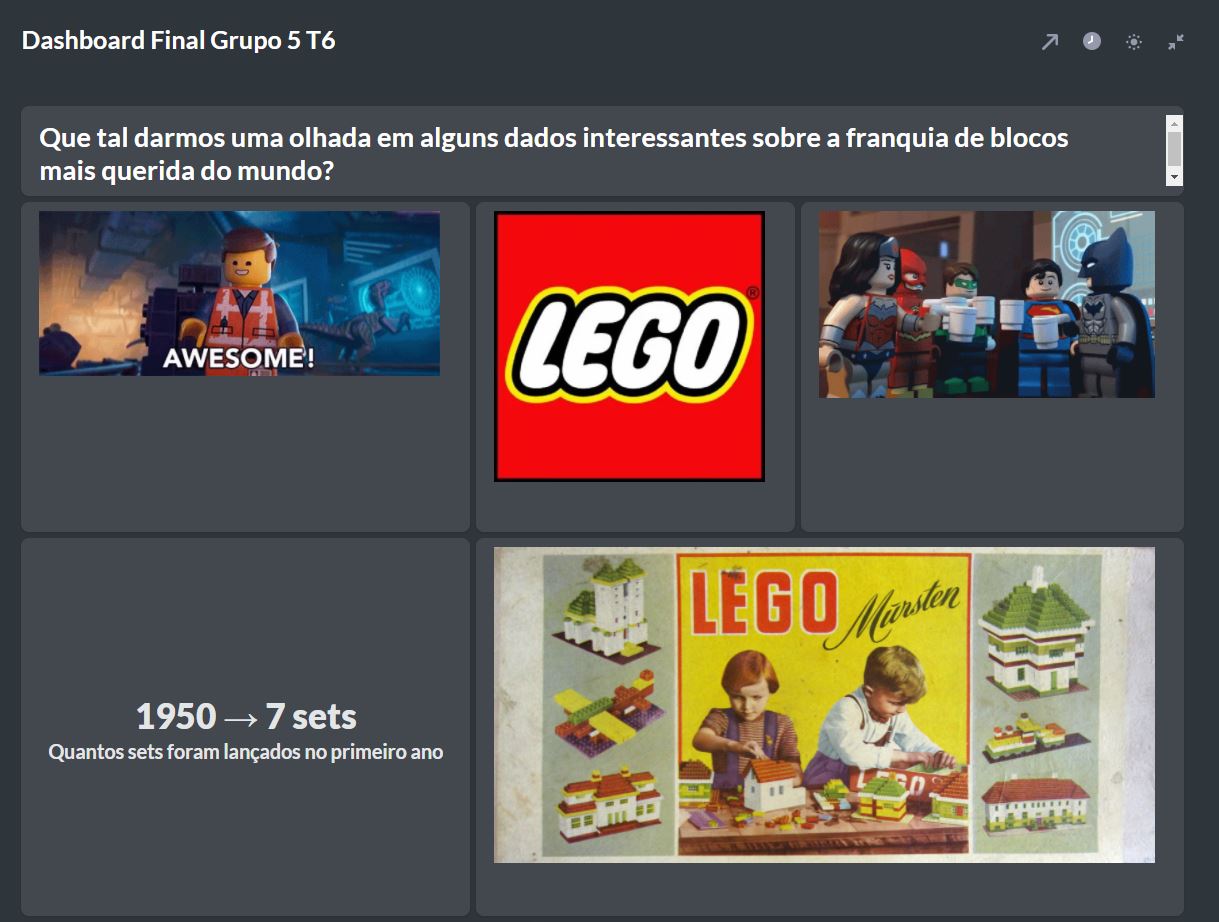 Dashboard Final Grupo 5 T6
Que tal darmos uma olhada em alguns dados interessantes sobre a franquia de blocos
mais querida do mundo?
AWESOME!
LEGO®
1950 → 7 sets
Quantos sets foram lançados no primeiro ano
LEGO
Mursten
LEGO